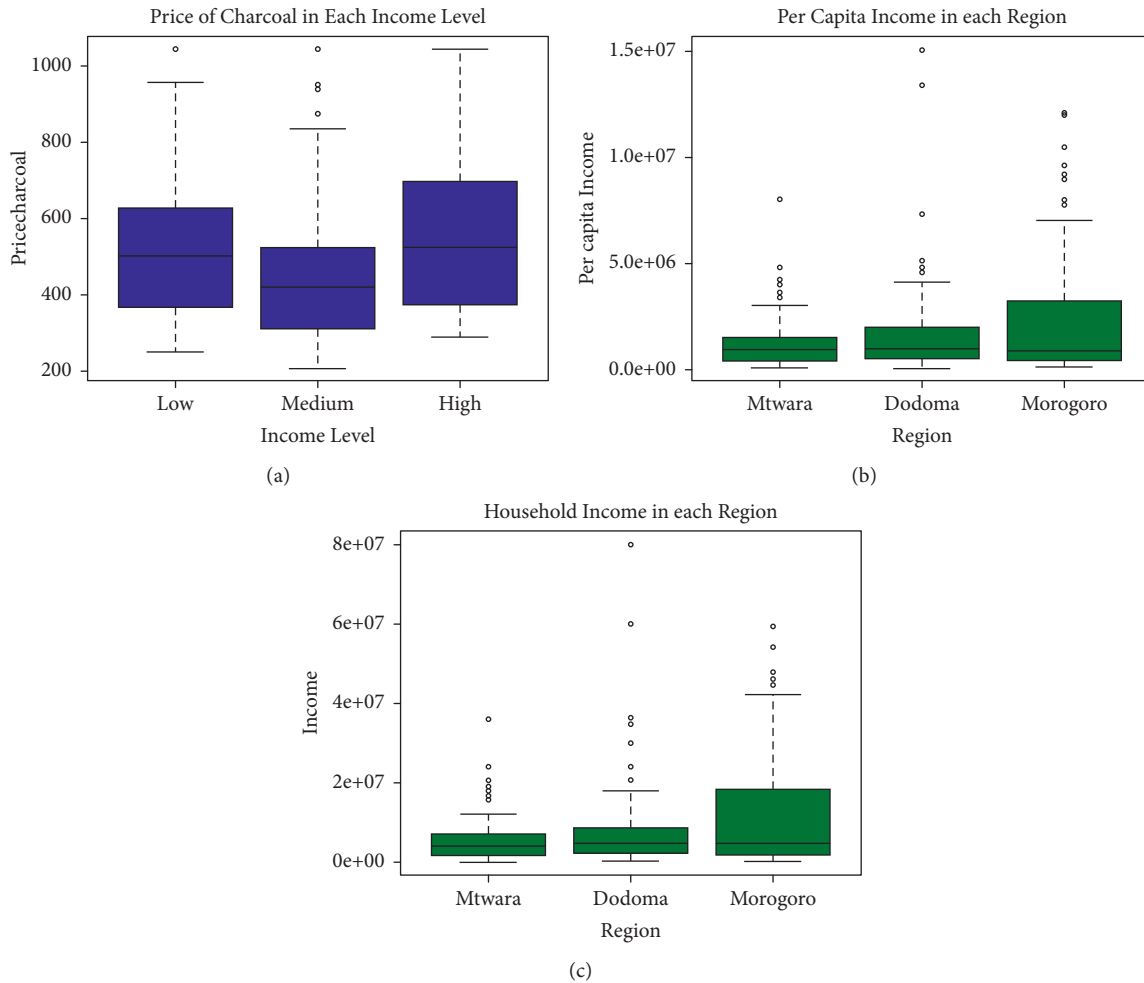 Price of Charcoal in Each Income Level
1000
800
600
400
200
Pricecharcoal
Low Medium High
Income Level
(a)
Per Capita Income in each Region
1.5e+07
1.0e+07
5.0e+06
0.0e+00
Per capita Income
Mtwara Dodoma Morogoro
Region
(b)
Household Income in each Region
8e+07
6e+07
4e+07
2e+07
0e+00
Income
Mtwara Dodoma Morogoro
Region
(c)